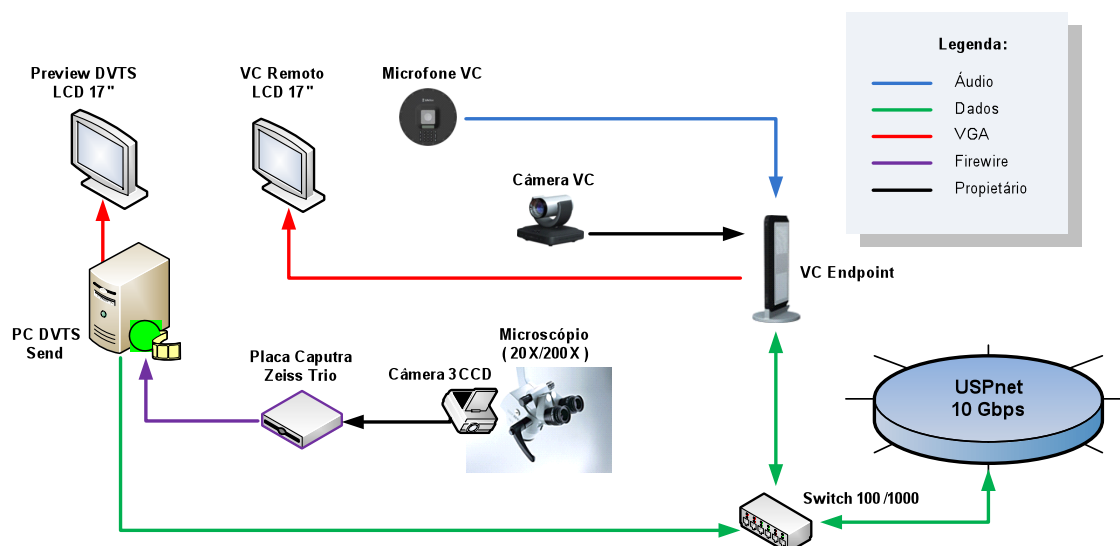 Preview DVTS
LCD 17"
VC Remoto
LCD 17"
Microfone VC
Legenda:
Áudio
Dados
VGA
Firewire
Propietário
Câmera VC
VC Endpoint
PC DVTS
Send
Placa Caputra
Zeiss Trio
Câmera 3CCD
Microscópio
( 20X/200X )
USPnet
10 Gbps
Switch 100/1000